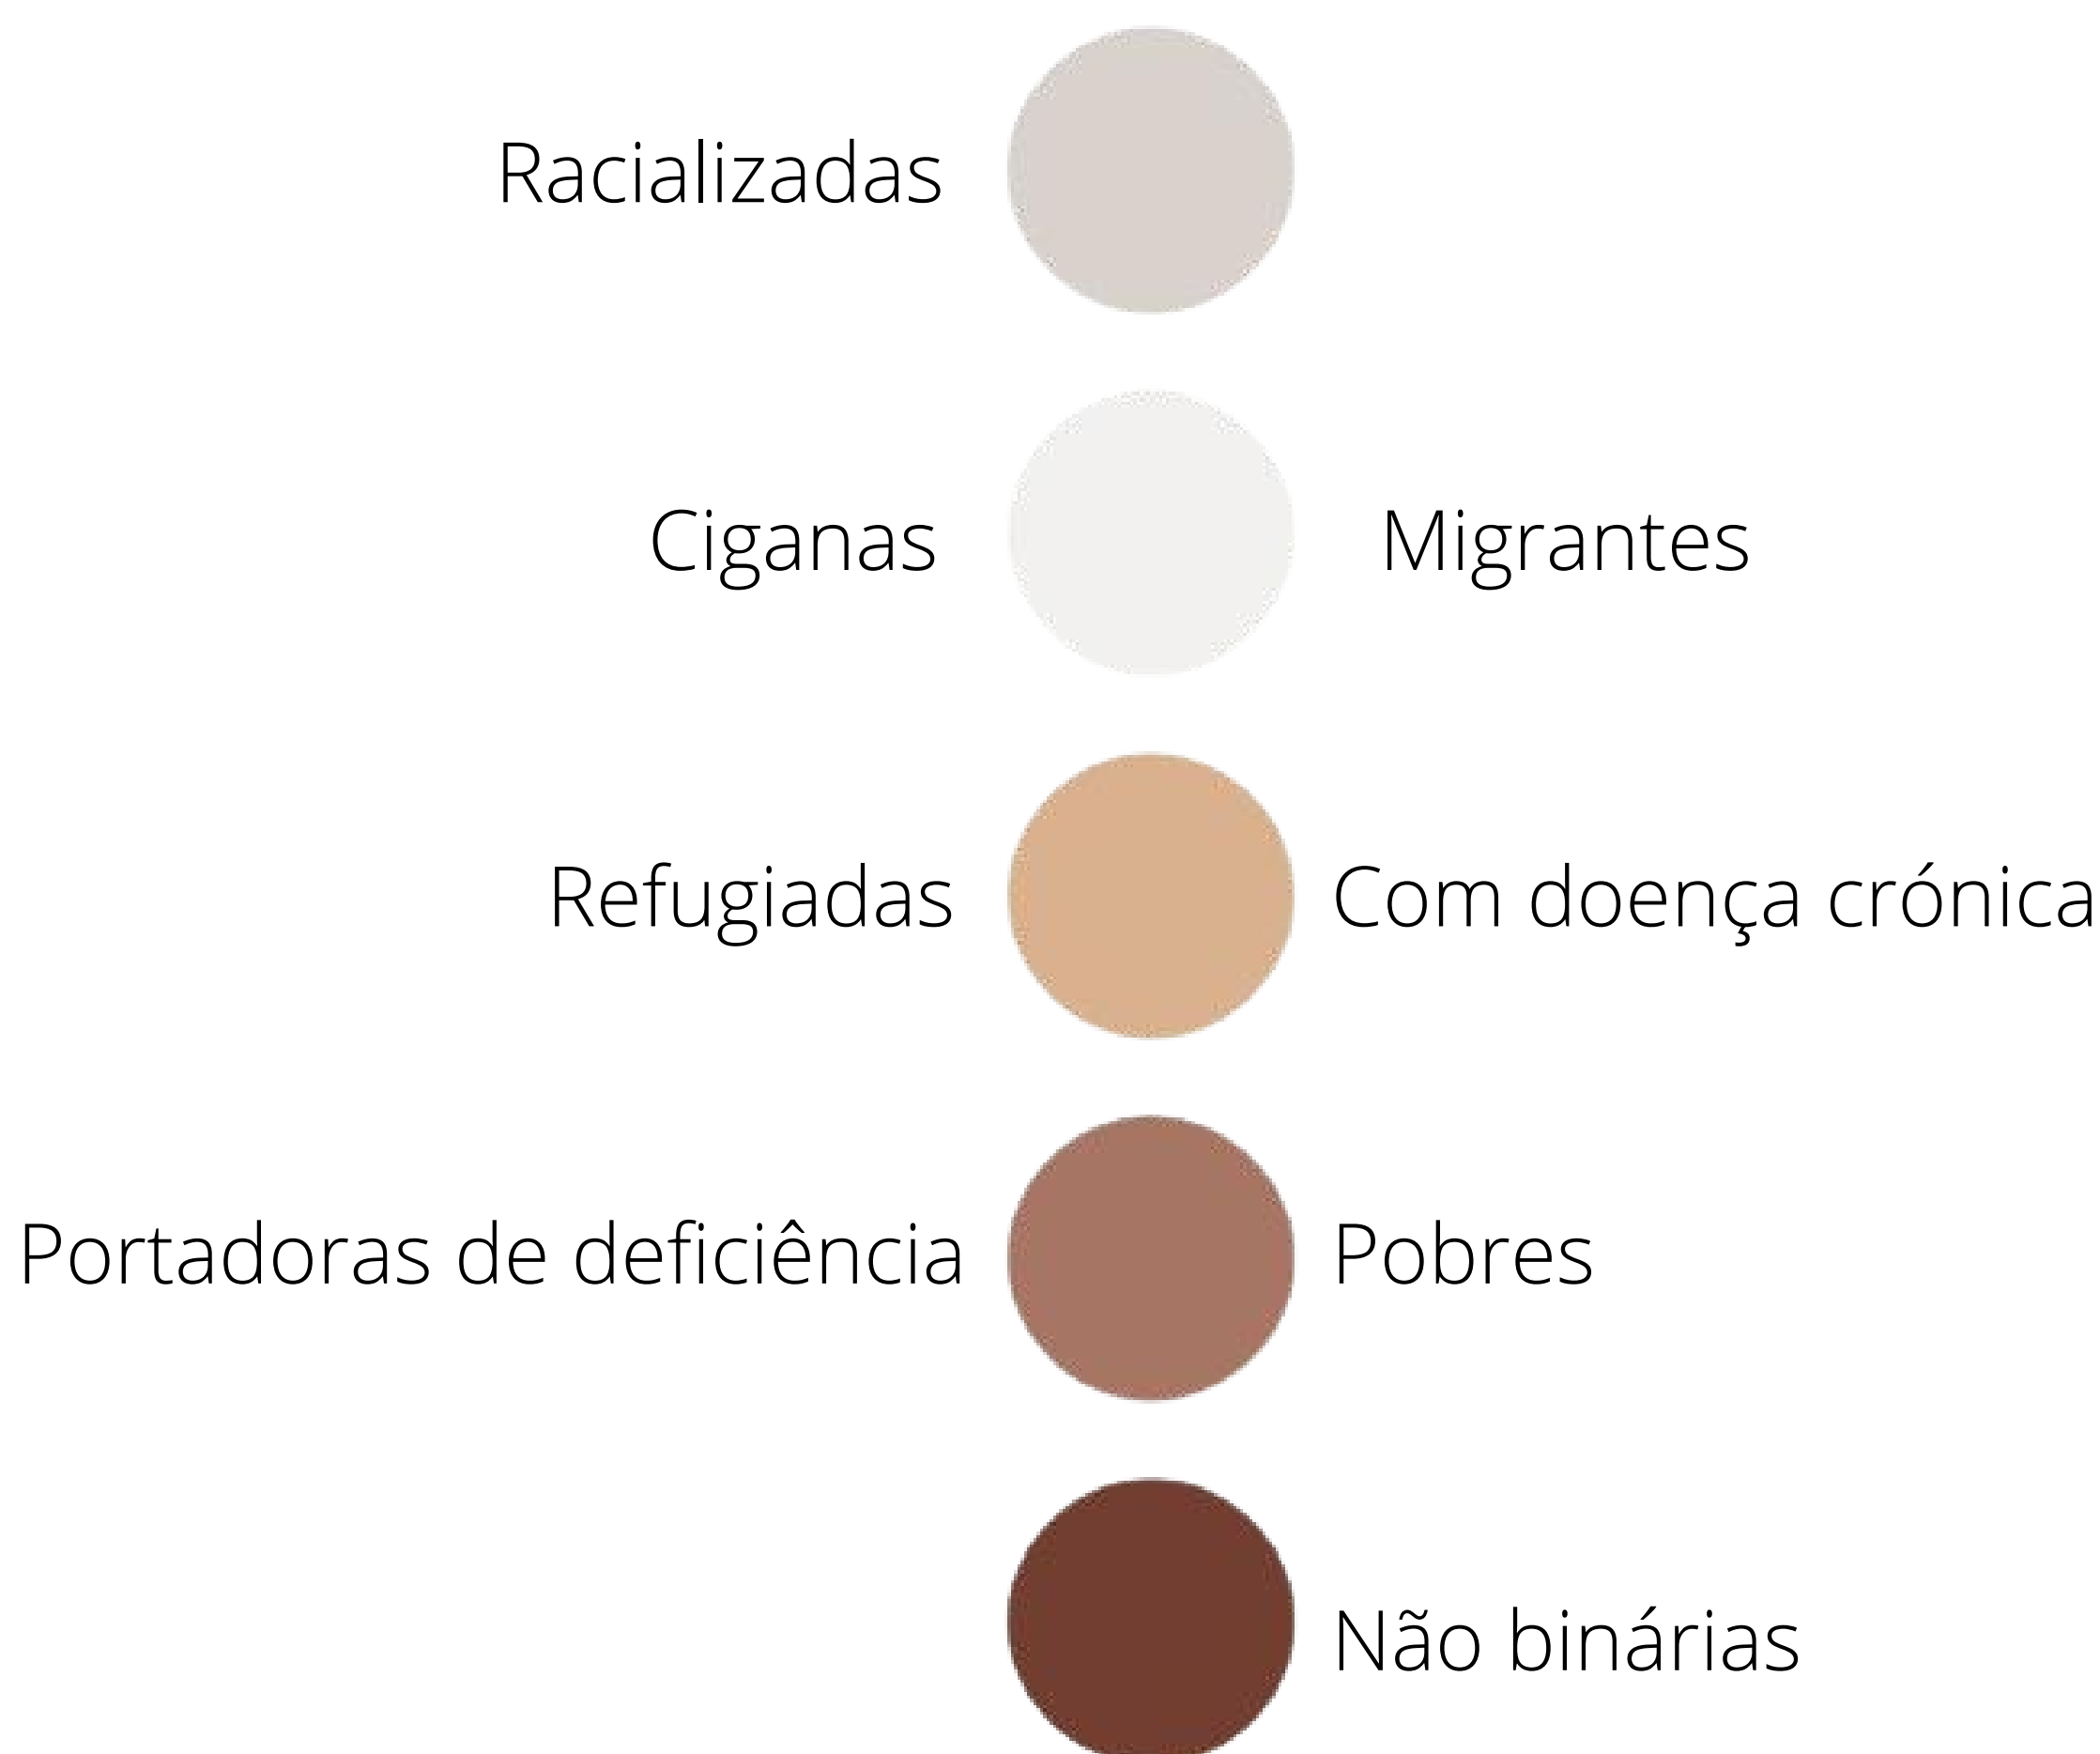 Racializadas
Ciganas
Migrantes
Refugiadas
Com doença crónica
Portadoras de deficiência
Pobres
Não binárias